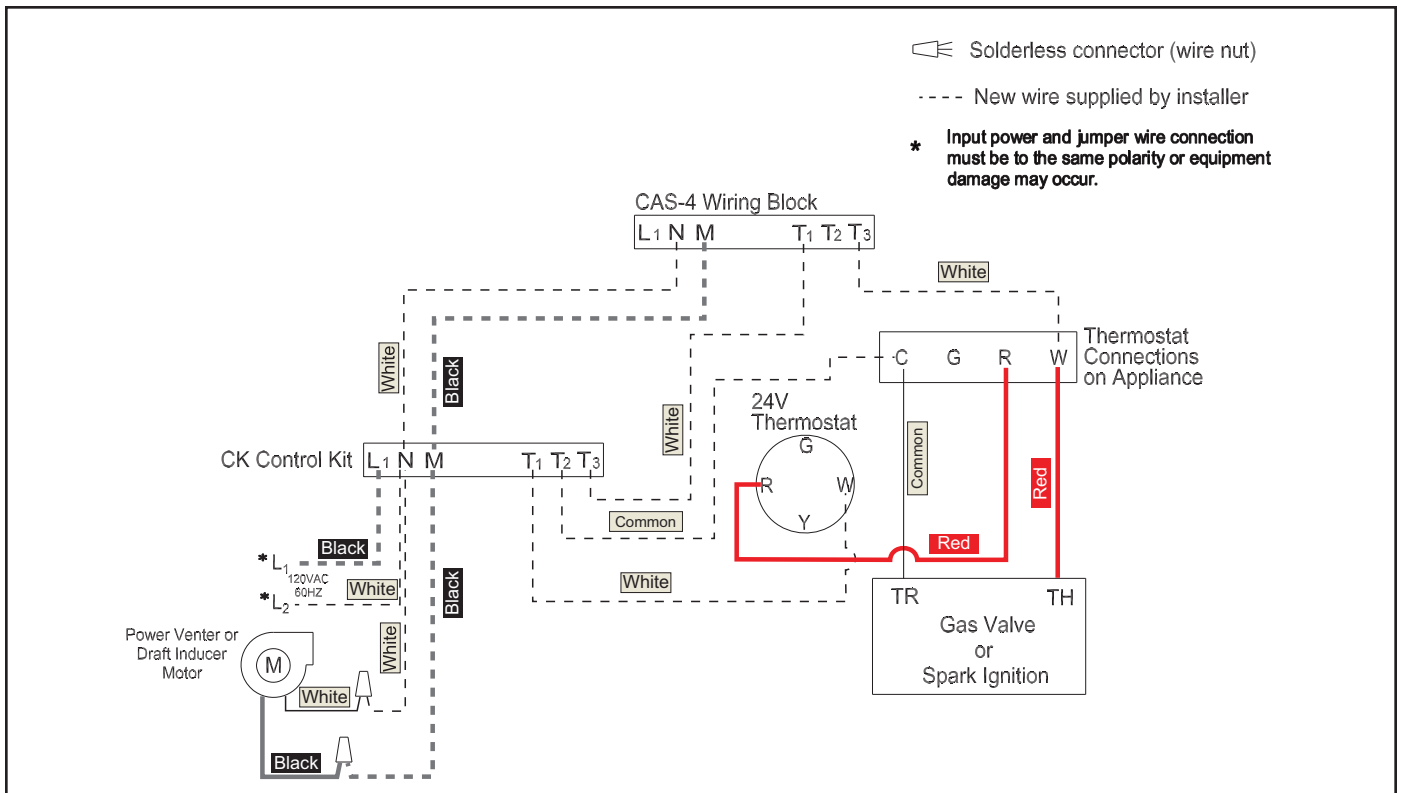 Solderless connector (wire nut)
New wire supplied by installer
* Input power and jumper wire connection
must be to the same polarity or equipment
damage may occur.
CAS-4 Wiring Block
L1 N M T1 T2 T3
White
Thermostat
Connections
on Appliance
C G R W
White
Black
24V
Thermostat
G
R W
Y
White
Common
Red
CK Control Kit
L1 N M T1 T2 T3
Common
Red
Black
*L1
120VAC
60HZ
White
*L2
Black
White
White
TR TH
Gas Valve
or
Spark Ignition
Power Venter or
Draft Inducer
Motor
M
White
Black